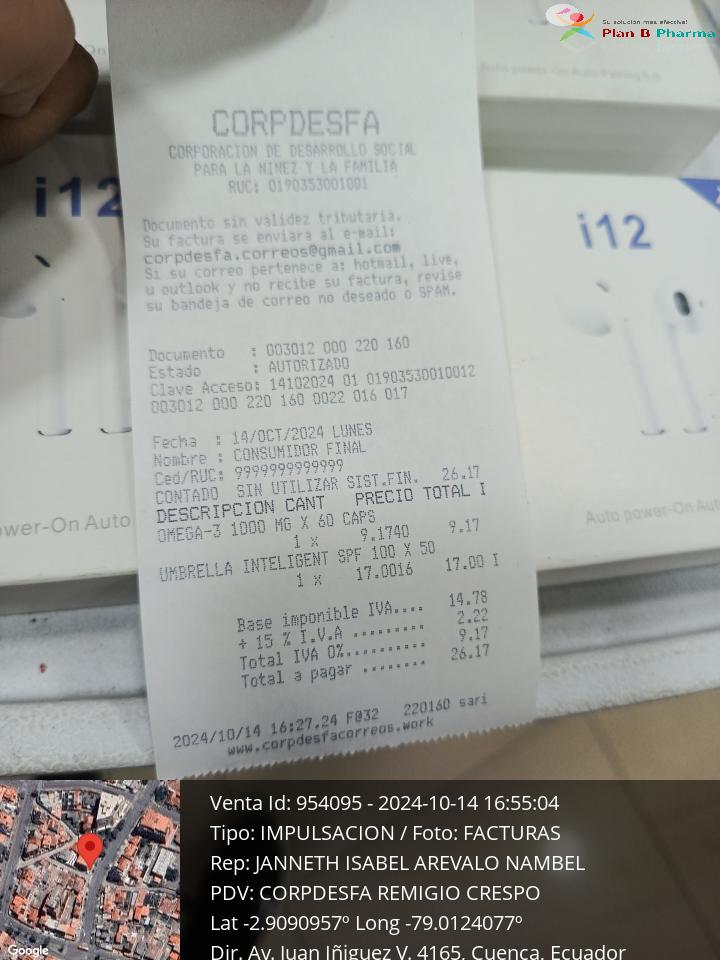 Su solución más efectiva!
Plan B Pharma
CORPDESFA
CORPORACION DE DESARROLLO SOCIAL
PARA LA NINEZ Y LA FAMILIA
RUC: 0190353001001
Documento sin validez tributaria.
Su factura se enviara al e-mail:
corpdesfa.correos@gmail.com
Si su correo pertenece a: hotmail, live,
u outlook y no recibe su factura, revise
su bandeja de correo no deseado o SPAM.
Documento : 003012 000 220 160
Estado : AUTORIZADO
Clave Acceso: 14102024 01 01903530010012
003012 000 220 160 0022 016 017
Fecha : 14/OCT/2024 LUNES
Nombre : CONSUMIDOR FINAL
Ced/RUC: 9999999999999
CONTADO SIN UTILIZAR SIST.FIN. 26.17
DESCRIPCION CANT PRECIO TOTAL I
OMEGA-3 1000 MG X 60 CAPS
1 x 9.1740 9.17
UMBRELLA INTELIGENT SPF 100 X 50
1 x 17.0016 17.00 I
Base imponible IVA.... 14.78
+ 15 % I.V.A ......... 2.22
Total IVA 0%.......... 9.17
Total a pagar ........ 26.17
2024/10/14 16:27.24 F@32 220160 sari
www.corpdesfacorreos.work
i12
i12
ower-On Auto
Auto power-On Auto
Venta Id: 954095 - 2024-10-14 16:55:04
Tipo: IMPULSACION / Foto: FACTURAS
Rep: JANNETH ISABEL AREVALO NAMBEL
PDV: CORPDESFA REMIGIO CRESPO
Lat -2.9090957º Long -79.0124077º
Dir. Av. Juan Iñiguez V. 4165, Cuenca, Ecuador
Google